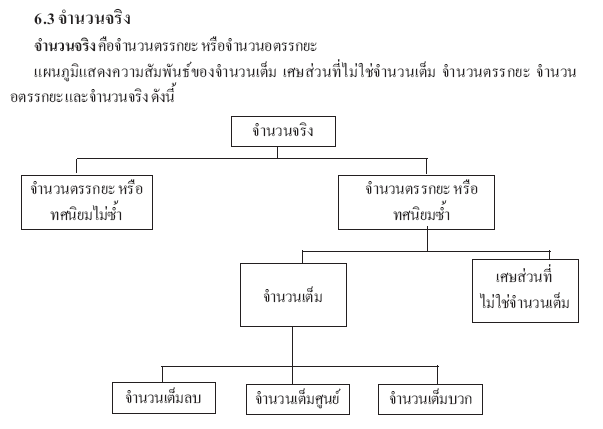 6.3 จำนวนจริง
จำนวนจริง คือจำนวนตรรกยะ หรือจำนวนอตรรกยะ
แผนภูมิแสดงความสัมพันธ์ของจำนวนเต็ม เศษส่วนที่ไม่ใช่จำนวนเต็ม จำนวนตรรกยะ จำนวน
อตรรกยะ และจำนวนจริง ดังนี้
จำนวนจริง
จำนวนตรรกยะ หรือ
ทศนิยมไม่ซ้ำ
จำนวนตรรกยะ หรือ
ทศนิยมซ้ำ
จำนวนเต็ม
เศษส่วนที่
ไม่ใช่จำนวนเต็ม
จำนวนเต็มลบ
จำนวนเต็มศูนย์
จำนวนเต็มบวก